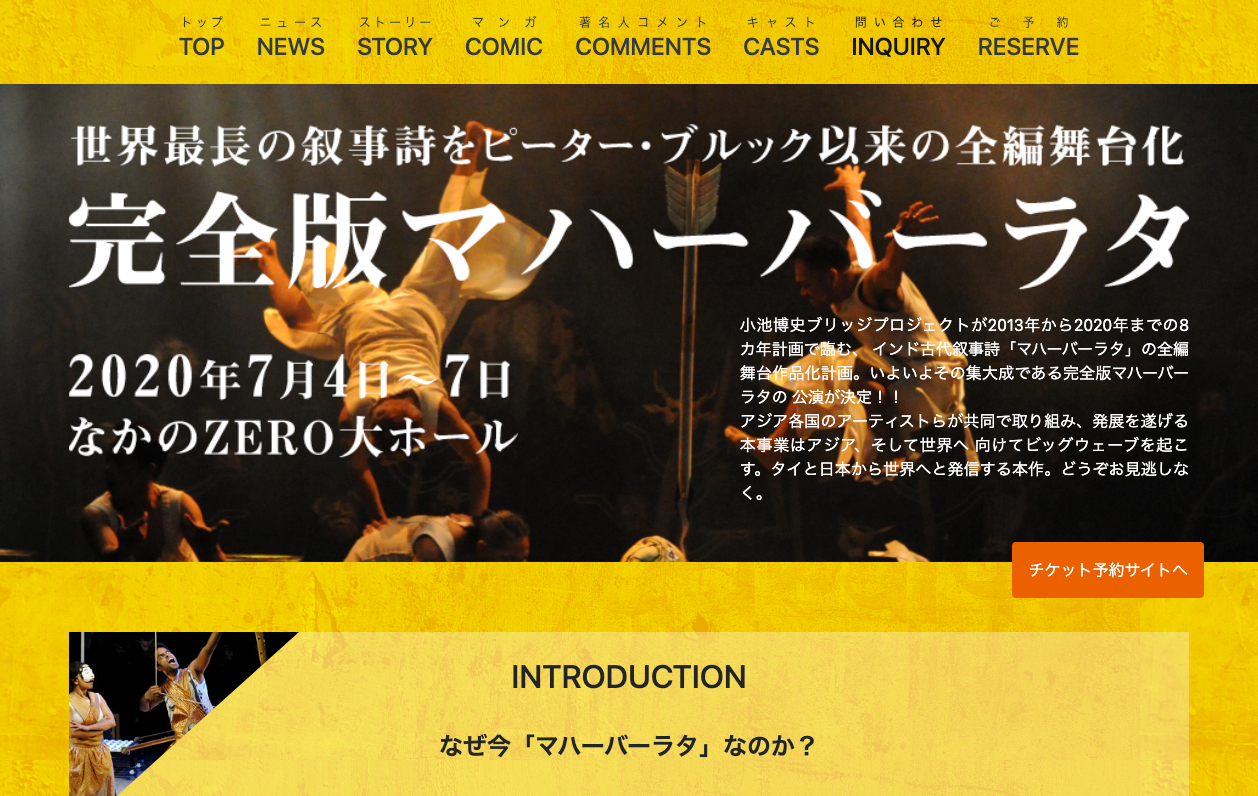 トップ ニュース ストーリー マンガ 著名人コメント キャスト 問い合わせ ご予約
TOP NEWS STORY COMIC COMMENTS CASTS INQUIRY RESERVE
世界最長の叙事詩をピーター・ブルック以来の全編舞台化
完全版マハーバーラタ
2020年7月4日〜7日
なかのZERO大ホール
小池博史ブリッジプロジェクトが2013年から2020年までの8
カ年計画で臨む、 インド古代叙事詩「マハーバーラタ」の全編
舞台作品化計画。いよいよその集大成である完全版マハーバー
ラタの 公演が決定！！
アジア各国のアーティストらが共同で取り組み、発展を遂げる
本事業はアジア、そして世界へ 向けてビッグウェーブを起こ
す。タイと日本から世界へと発信する本作。どうぞお見逃しな
く。
チケット予約サイトへ
INTRODUCTION
なぜ今「マハーバーラタ」なのか？